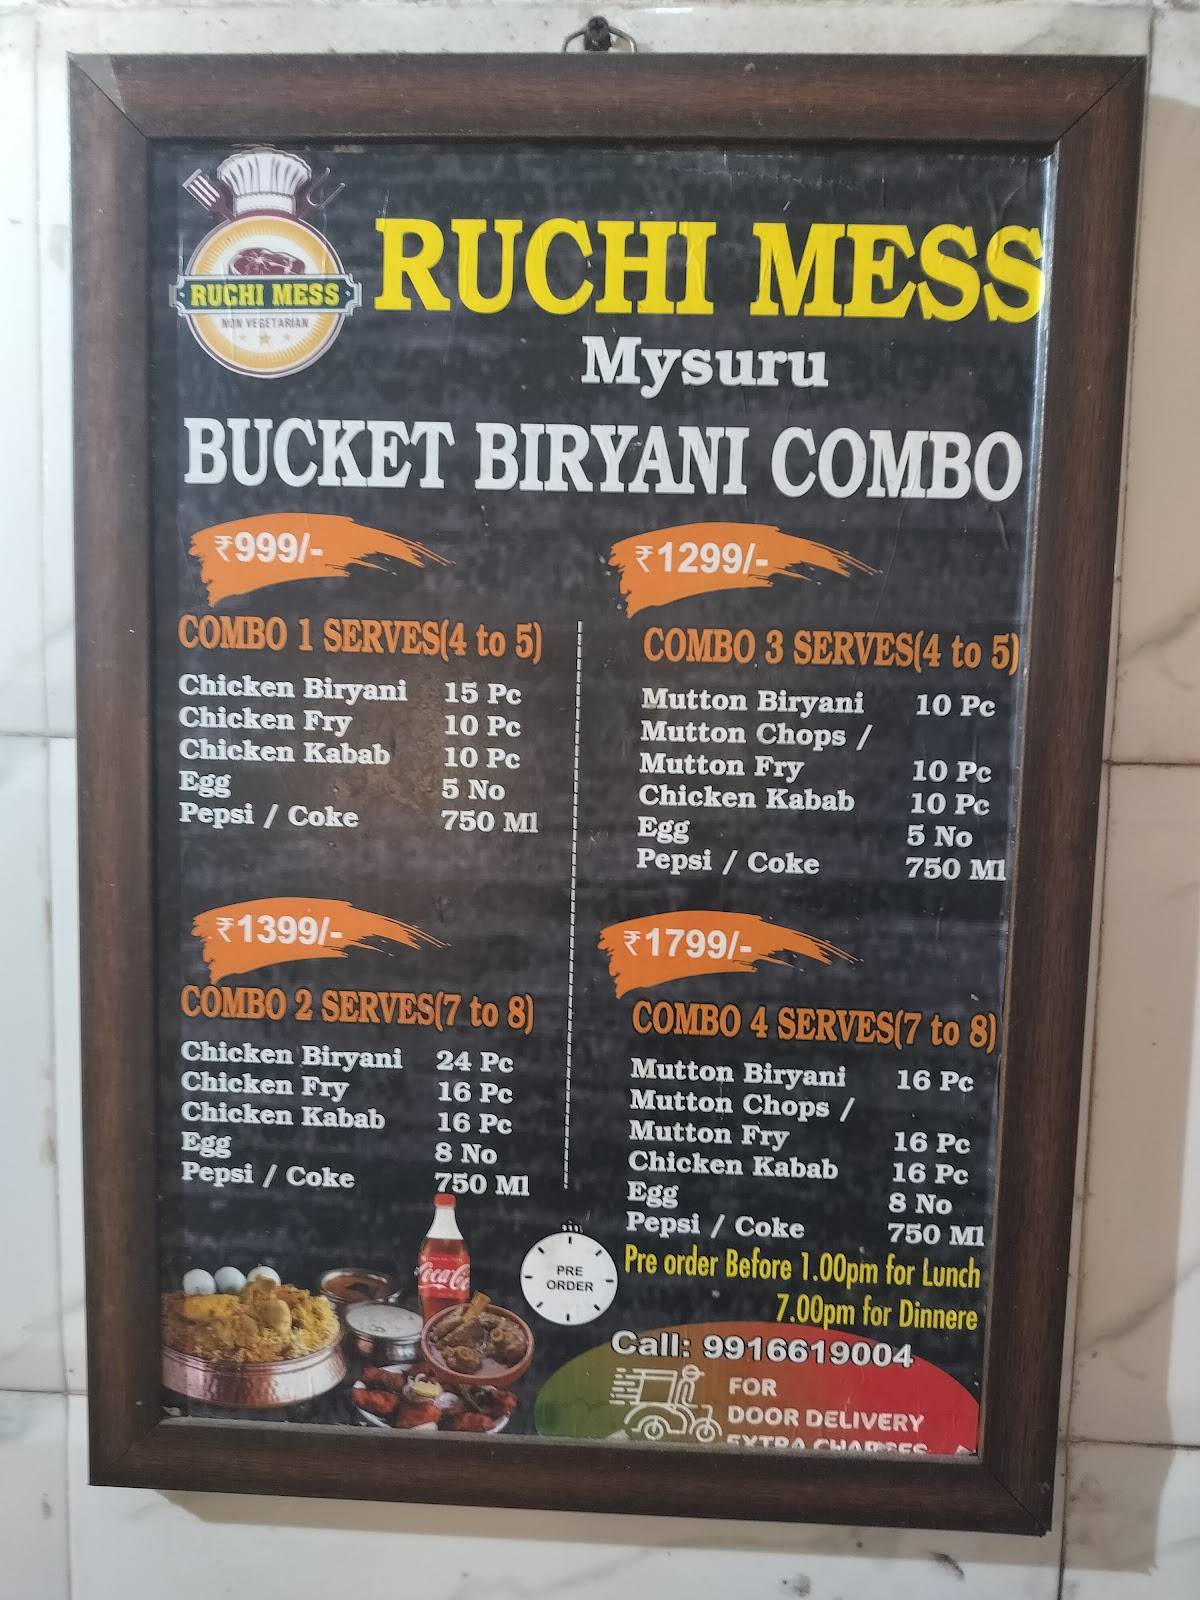 RUCHI MESS
NON VEGETARIAN
RUCHI MESS
Mysuru
BUCKET BIRYANI COMBO
₹999/-
COMBO 1 SERVES(4 to 5)
Chicken Biryani 15 Pc
Chicken Fry 10 Pc
Chicken Kabab 10 Pc
Egg 5 No
Pepsi / Coke 750 Ml
₹1299/-
COMBO 3 SERVES(4 to 5)
Mutton Biryani 10 Pc
Mutton Chops /
Mutton Fry 10 Pc
Chicken Kabab 10 Pc
Egg 5 No
Pepsi / Coke 750 Ml
₹1399/-
COMBO 2 SERVES(7 to 8)
Chicken Biryani 24 Pc
Chicken Fry 16 Pc
Chicken Kabab 16 Pc
Egg 8 No
Pepsi / Coke 750 Ml
₹1799/-
COMBO 4 SERVES(7 to 8)
Mutton Biryani 16 Pc
Mutton Chops /
Mutton Fry 16 Pc
Chicken Kabab 16 Pc
Egg 8 No
Pepsi / Coke 750 Ml
Coca-Cola
PRE
ORDER
Pre order Before 1.00pm for Lunch
7.00pm for Dinnere
Call: 9916619004
FOR
DOOR DELIVERY
EXTRA CHARGES